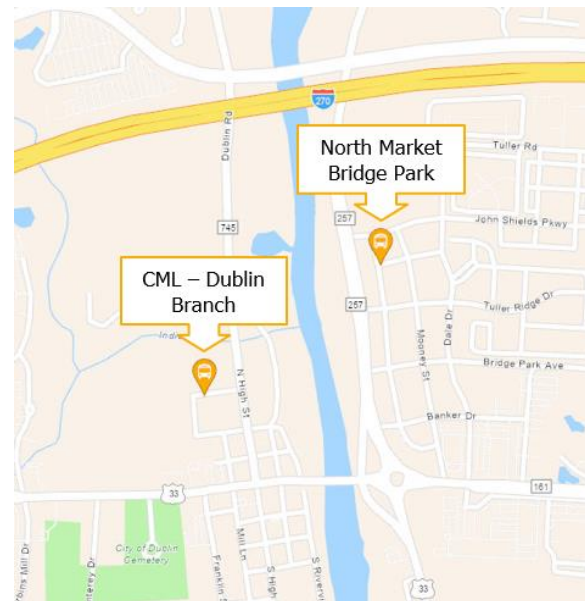 270
Dublin Rd
North Market
Bridge Park
Tuller Rd
257
John Shields Pkwy
745
CML – Dublin
Branch
257
Tuller Ridge Dr
Dale Dr
Mooney St
Bridge Park Ave
N High St
Banker Dr
33
161
City of Dublin
Cemetery
Mill Ln
S High
Franklin S
S Riverv
33